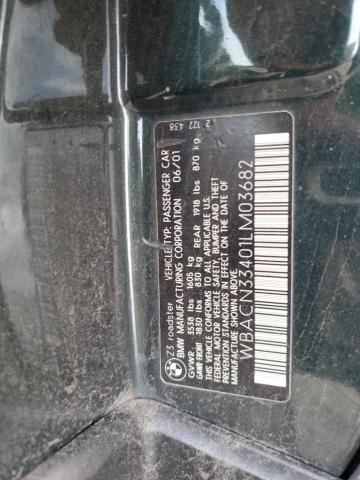 2 122 438
Z3 roadster VEHICLE TYPE: PASSENGER CAR
BMW MANUFACTURING CORPORATION 06/01
GVWR 3538 lbs 1605 kg
GAWR FRONT 1830 lbs 830 kg REAR 1918 lbs 870 kg
THIS VEHICLE CONFORMS TO ALL APPLICABLE
FEDERAL MOTOR VEHICLE SAFETY, BUMPER AND THEFT
PREVENTION STANDARDS IN EFFECT ON THE DATE OF
MANUFACTURE SHOWN ABOVE.
WBACN33401LM03682